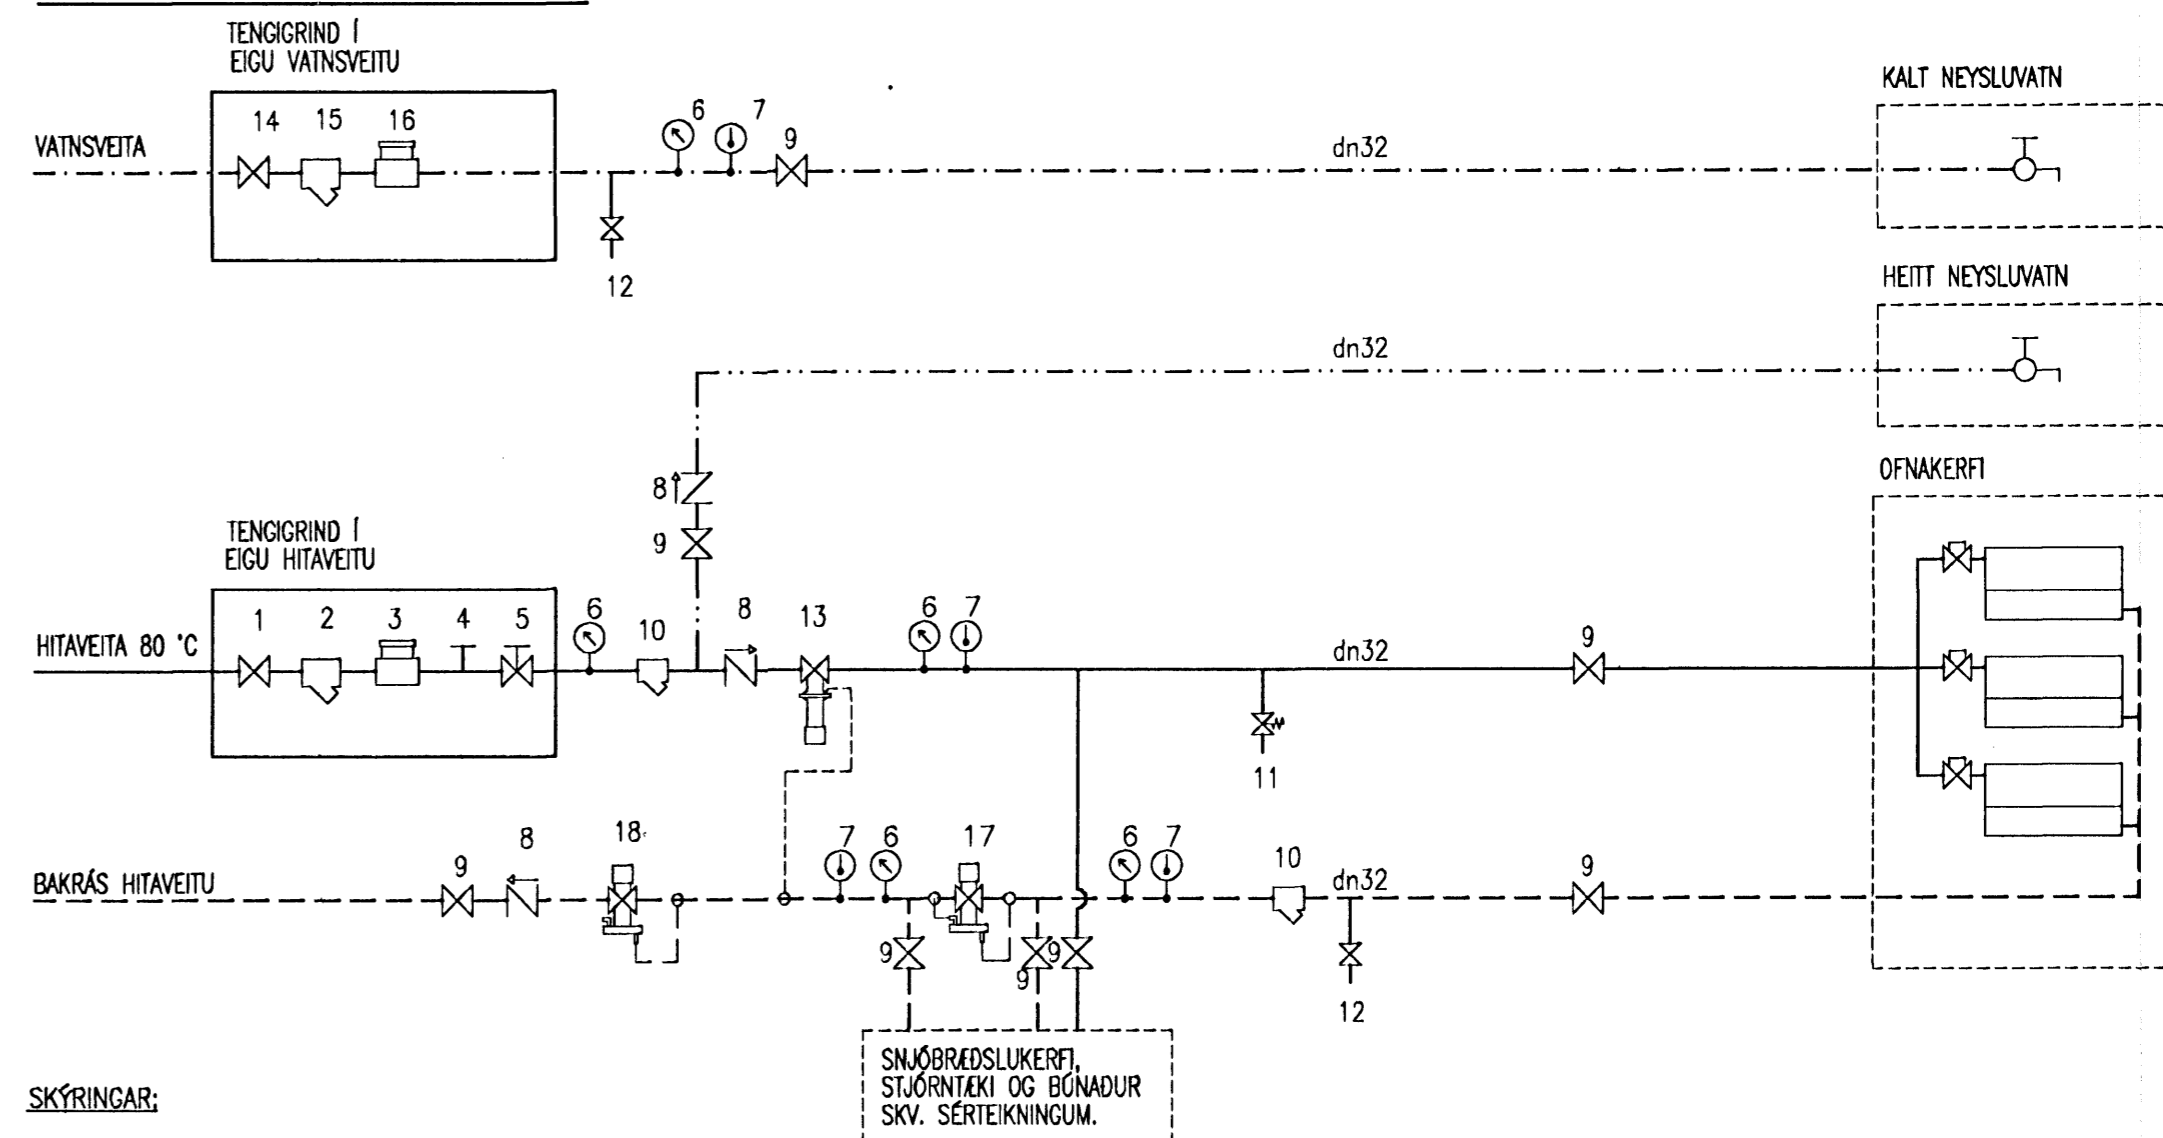 TENGIGRIND Í
EIGU VATNSVEITU
KALT NEYSLUVATN
14 15 16 6 7 9
VATNSVEITA
dn32
12
HEITT NEYSLUVATN
dn32
OFNAKERFI
8
9
TENGIGRIND Í
EIGU HITAVEITU
1 2 3 4 5 6 10 8 13 6 7 9
HITAVEITA 80 °C
dn32
11
9 8 18 7 6 17 6 7 10 9
BAKRÁS HITAVEITU
dn32
9 9 9
12
SNJÓBRÆÐSLUKERFI,
STJÓRNTÆKI OG BÚNAÐUR
SKV. SÉRTEIKNINGUM.
SKÝRINGAR: